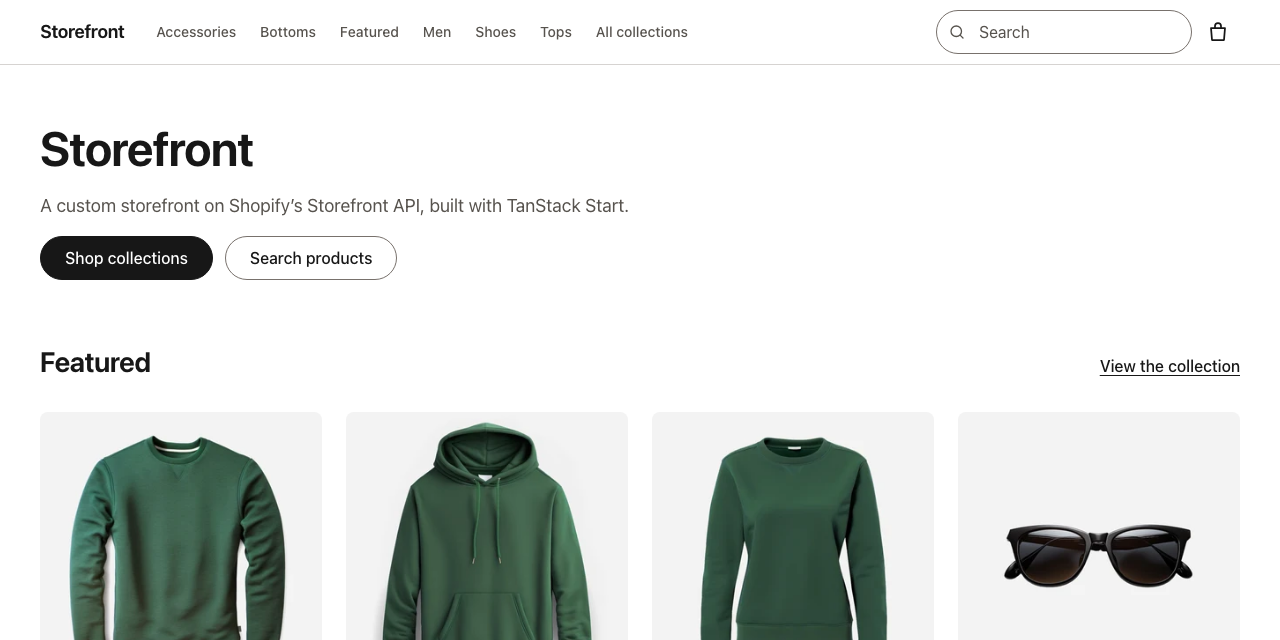 Storefront
Accessories
Bottoms
Featured
Men
Shoes
Tops
All collections
Search
Storefront
A custom storefront on Shopify’s Storefront API, built with TanStack Start.
Shop collections
Search products
Featured
View the collection